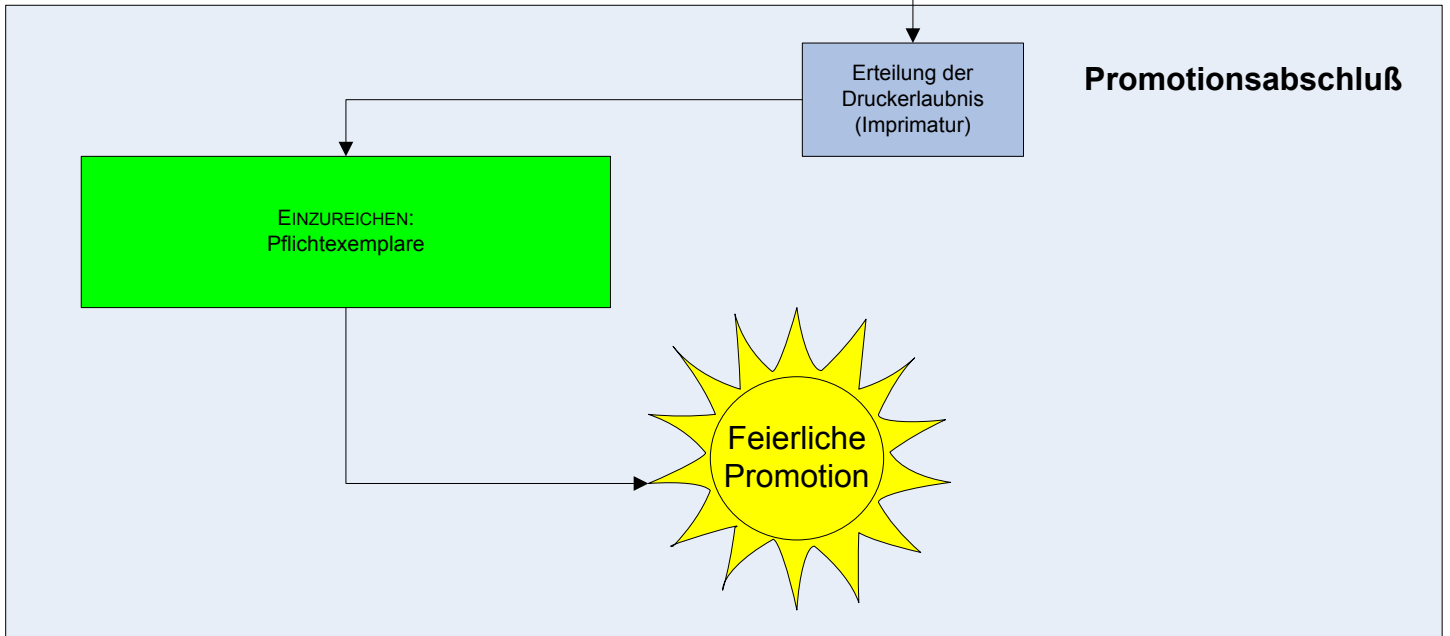 Erteilung der
Druckerlaubnis
(Imprimatur)
Promotionsabschluß
EINZUREICHEN:
Pflichtexemplare
Feierliche
Promotion